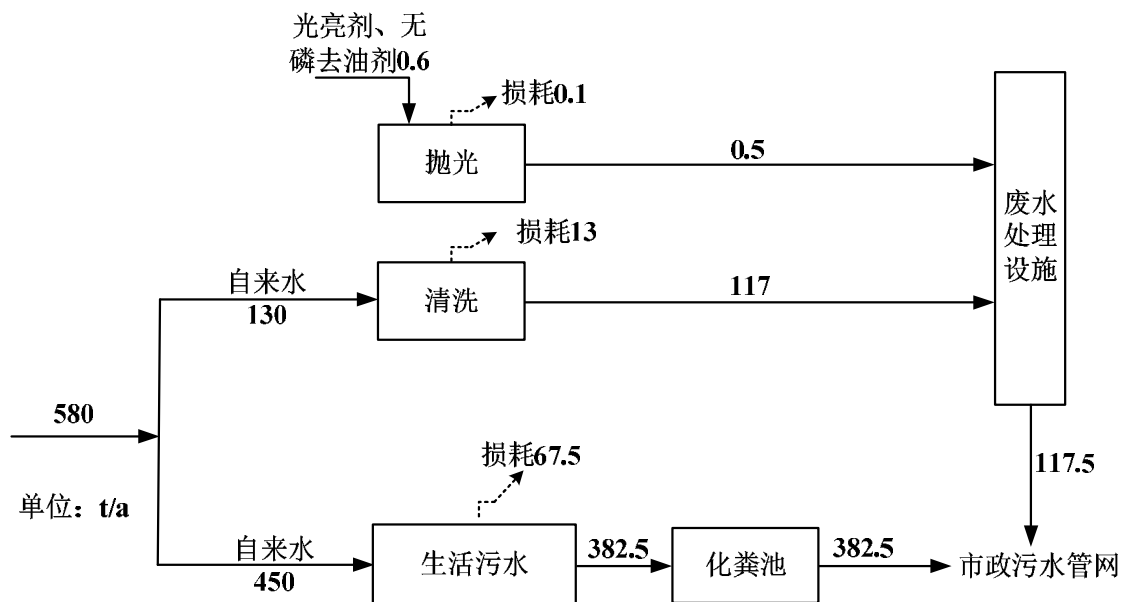 光亮剂、无
磷去油剂0.6
损耗0.1
抛光
0.5
废水
处理
设施
损耗13
自来水
130
清洗
117
580
单位：t/a
损耗67.5
117.5
自来水
450
生活污水
382.5
化粪池
382.5
市政污水管网